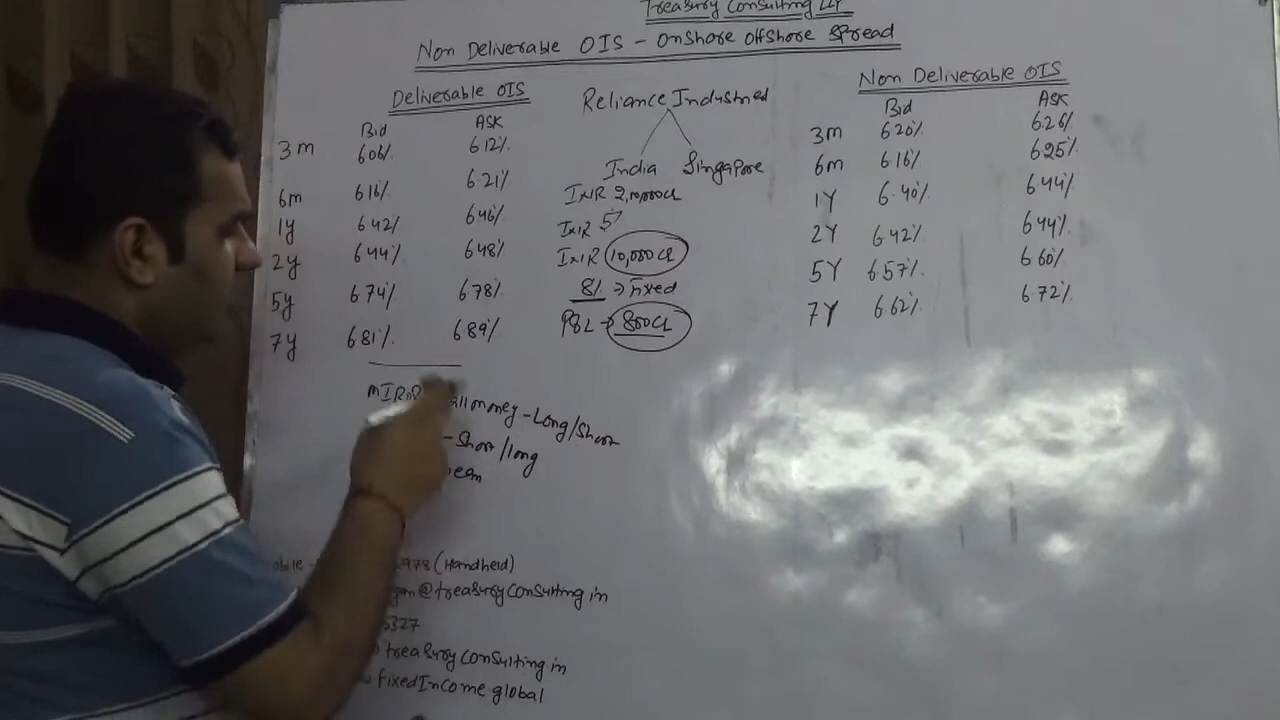 Treasury Consulting LLP
Non Deliverable OIS - Onshore Offshore Spread
Deliverable OIS
Bid ASK
3m 6.06% 6.12%
6m 6.16% 6.21%
1y 6.42% 6.46%
2y 6.44% 6.48%
5y 6.74% 6.78%
7y 6.81% 6.89%
Reliance Industries
India Singapore
INR 2,10,000CR
INR 5%
INR 10,000CR
8% → Fixed
P&L → 800CR
Non Deliverable OIS
Bid ASK
3m 6.20% 6.26%
6m 6.16% 6.25%
1Y 6.40% 6.44%
2Y 6.42% 6.44%
5Y 6.57% 6.60%
7Y 6.62% 6.72%
money - Long/Short
- Short/long
978 (Handheld)
@treasuryconsulting in
327
treasuryconsulting in
fixedIncome global